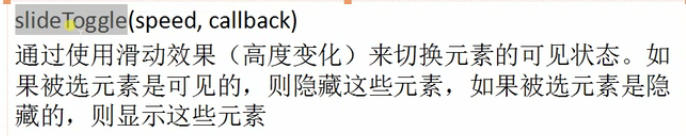 slideToggle(speed, callback)
通过使用滑动效果（高度变化）来切换元素的可见状态。如
果被选元素是可见的，则隐藏这些元素，如果被选元素是隐
藏的，则显示这些元素